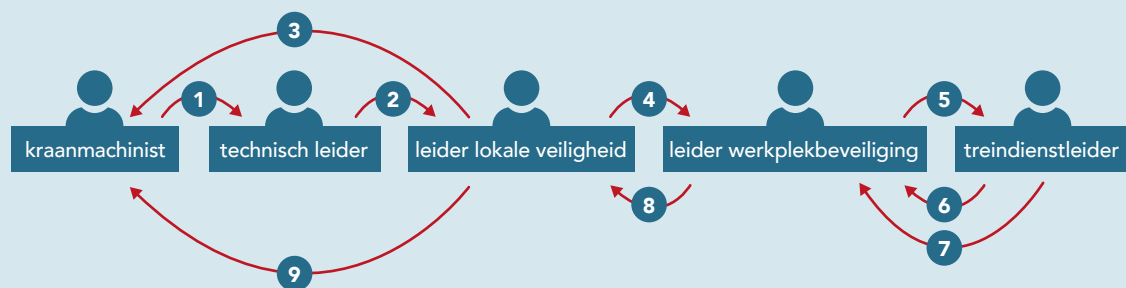 3
1
2
4
5
kraanmachinist
technisch leider
leider lokale veiligheid
leider werkplekbeveiliging
treindienstleider
8
6
7
9